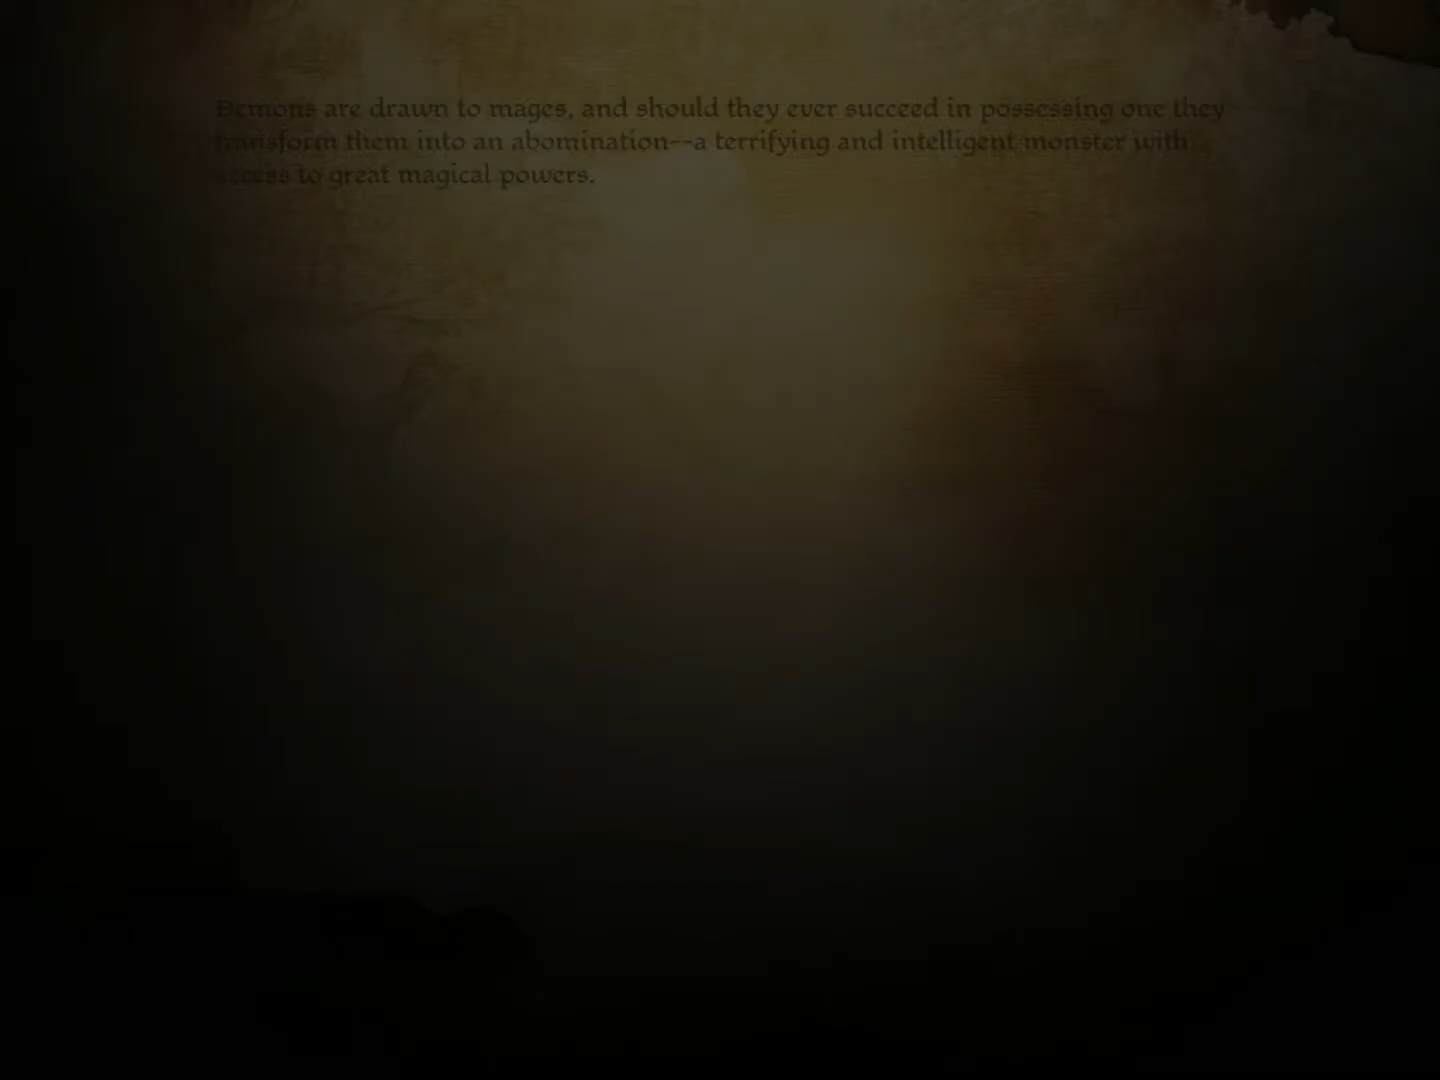 Demons are drawn to mages, and should they ever succeed in possessing one they
transform them into an abomination--a terrifying and intelligent monster with
access to great magical powers.